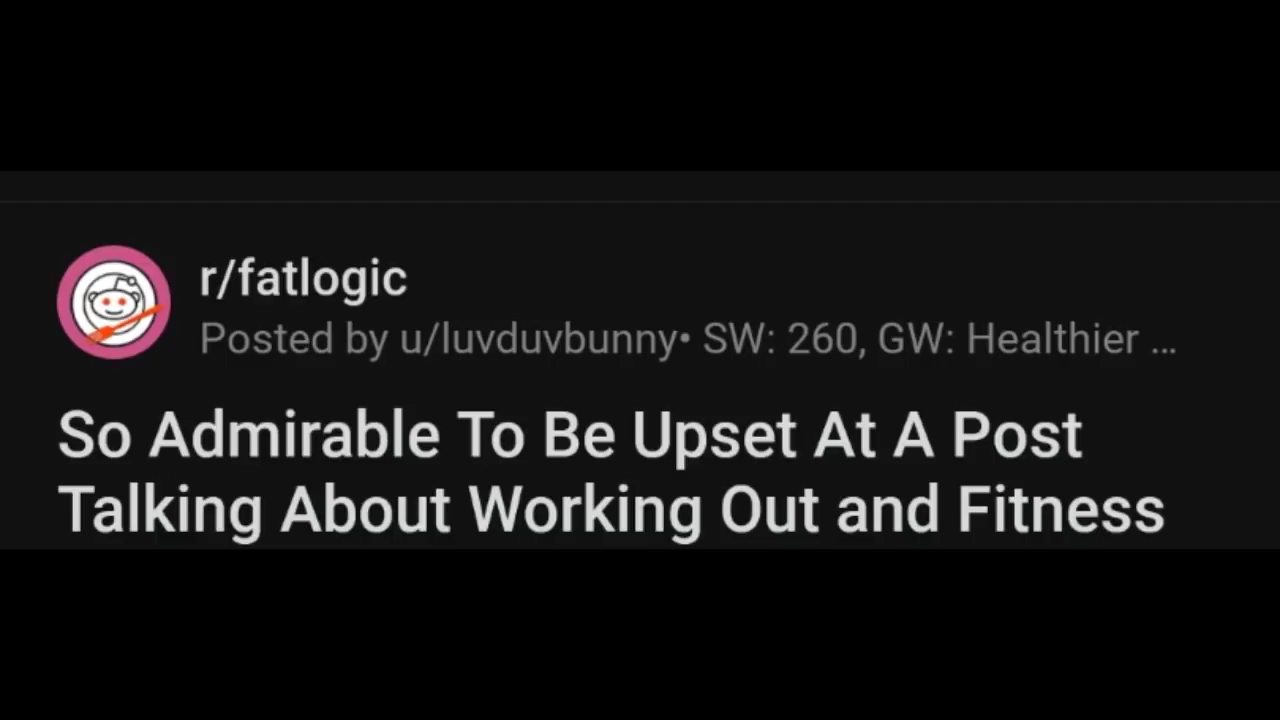 r/fatlogic
Posted by u/luvduvbunny• SW: 260, GW: Healthier ...
So Admirable To Be Upset At A Post
Talking About Working Out and Fitness